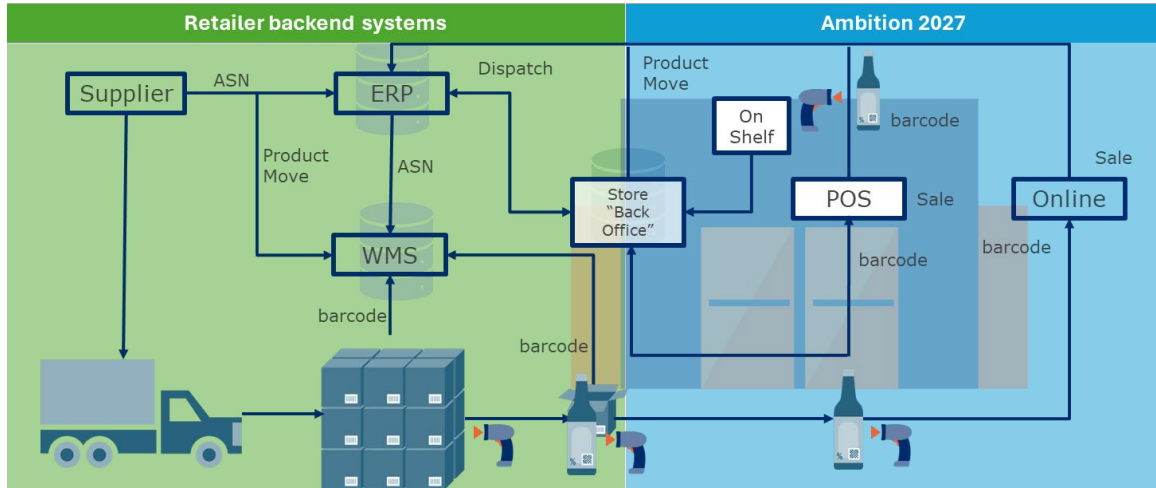 Retailer backend systems
Ambition 2027
Supplier
ASN
ERP
Dispatch
Product
Move
On
Shelf
barcode
Product
Move
ASN
Store
“Back
Office”
POS
Sale
Sale
Online
WMS
barcode
barcode
barcode
barcode
%
%
%